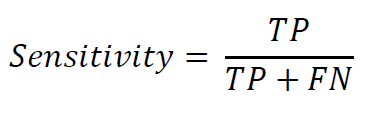 Sensitivity = TP / (TP + FN)